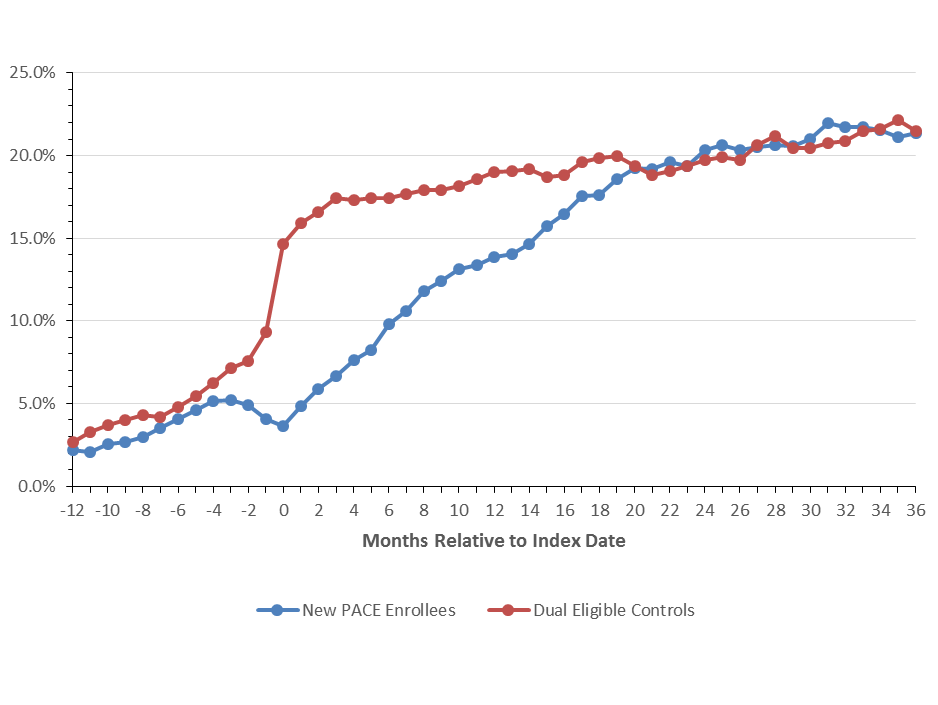 25.0%
20.0%
15.0%
10.0%
5.0%
0.0%
-12 -10 -8 -6 -4 -2 0 2 4 6 8 10 12 14 16 18 20 22 24 26 28 30 32 34 36
Months Relative to Index Date
New PACE Enrollees Dual Eligible Controls